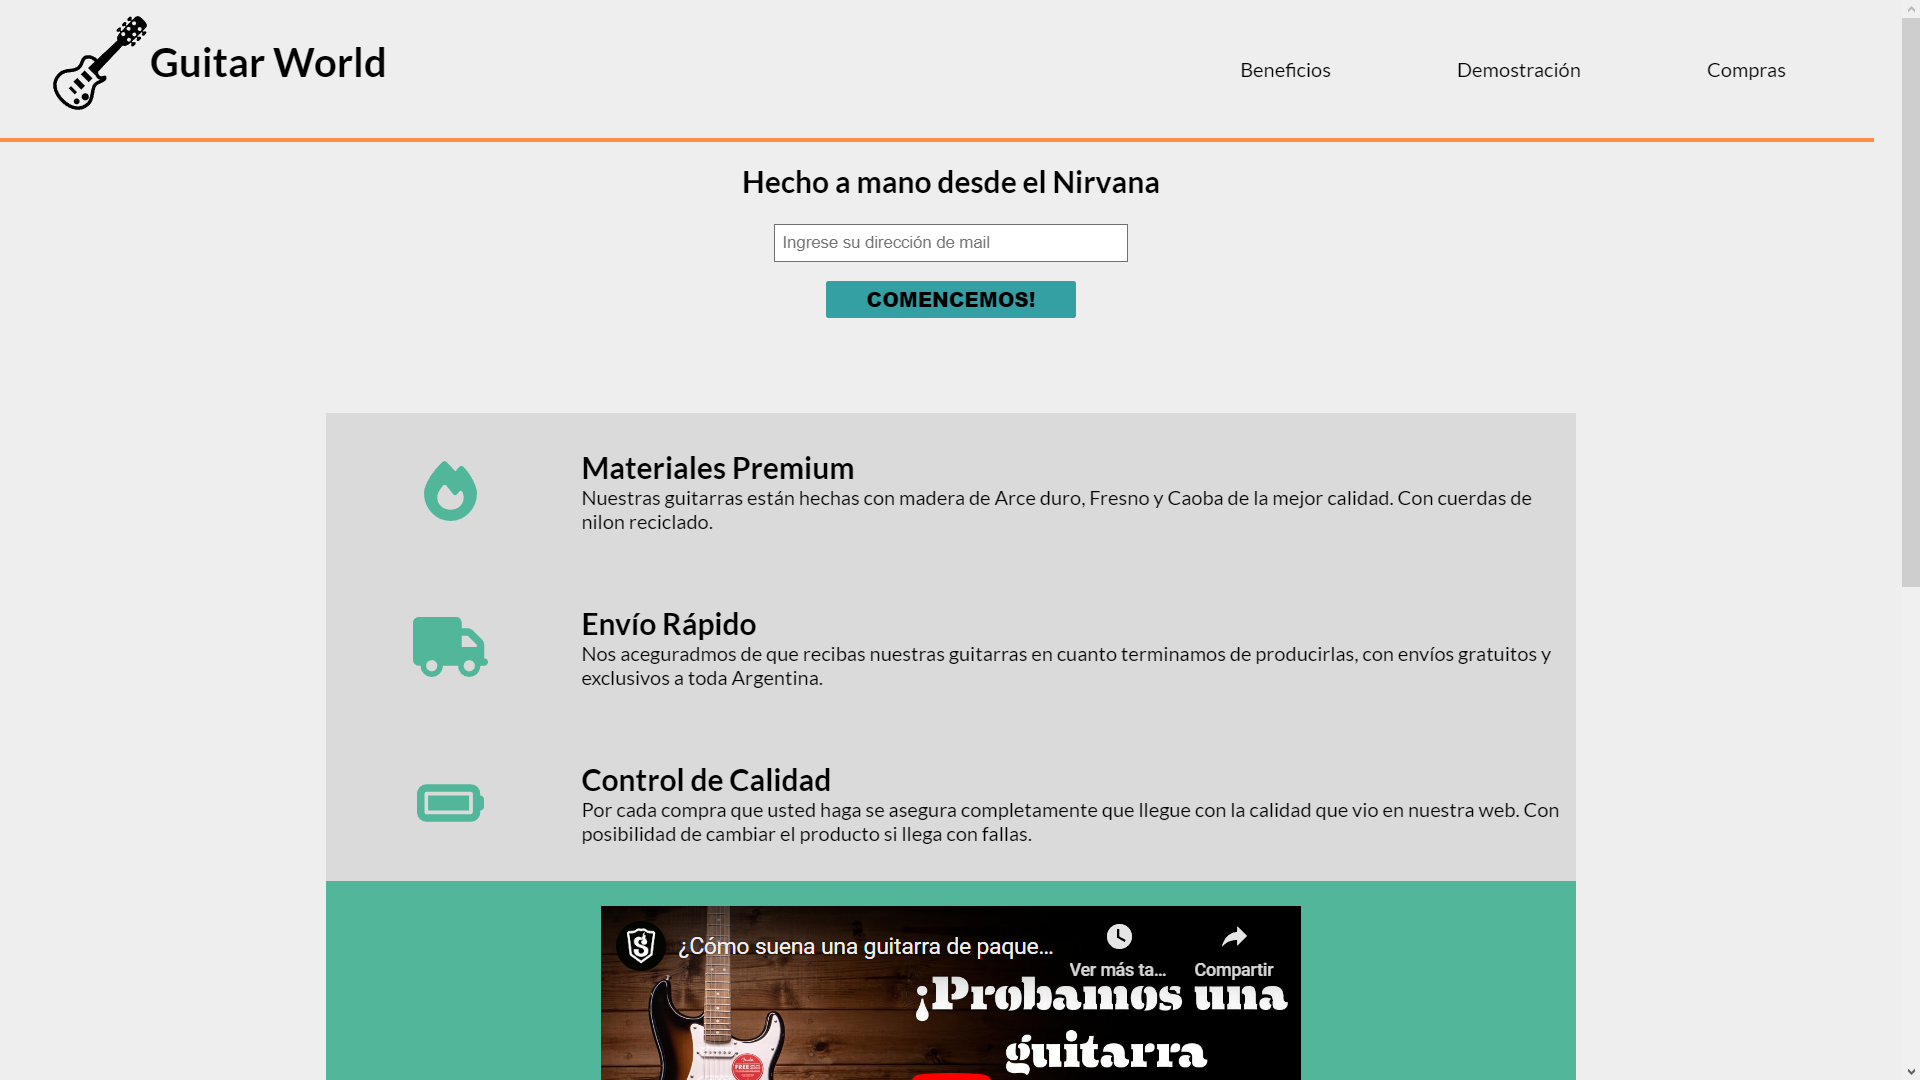 Guitar World
Beneficios
Demostración
Compras
Hecho a mano desde el Nirvana
Ingrese su dirección de mail
COMENCEMOS!
Materiales Premium
Nuestras guitarras están hechas con madera de Arce duro, Fresno y Caoba de la mejor calidad. Con cuerdas de
nilon reciclado.
Envío Rápido
Nos aceguradmos de que recibas nuestras guitarras en cuanto terminamos de producirlas, con envíos gratuitos y
exclusivos a toda Argentina.
Control de Calidad
Por cada compra que usted haga se asegura completamente que llegue con la calidad que vio en nuestra web. Con
posibilidad de cambiar el producto si llega con fallas.
S
¿Cómo suena una guitarra de paque...
Ver más ta...
Compartir
¡Probamos una
guitarra
FREE